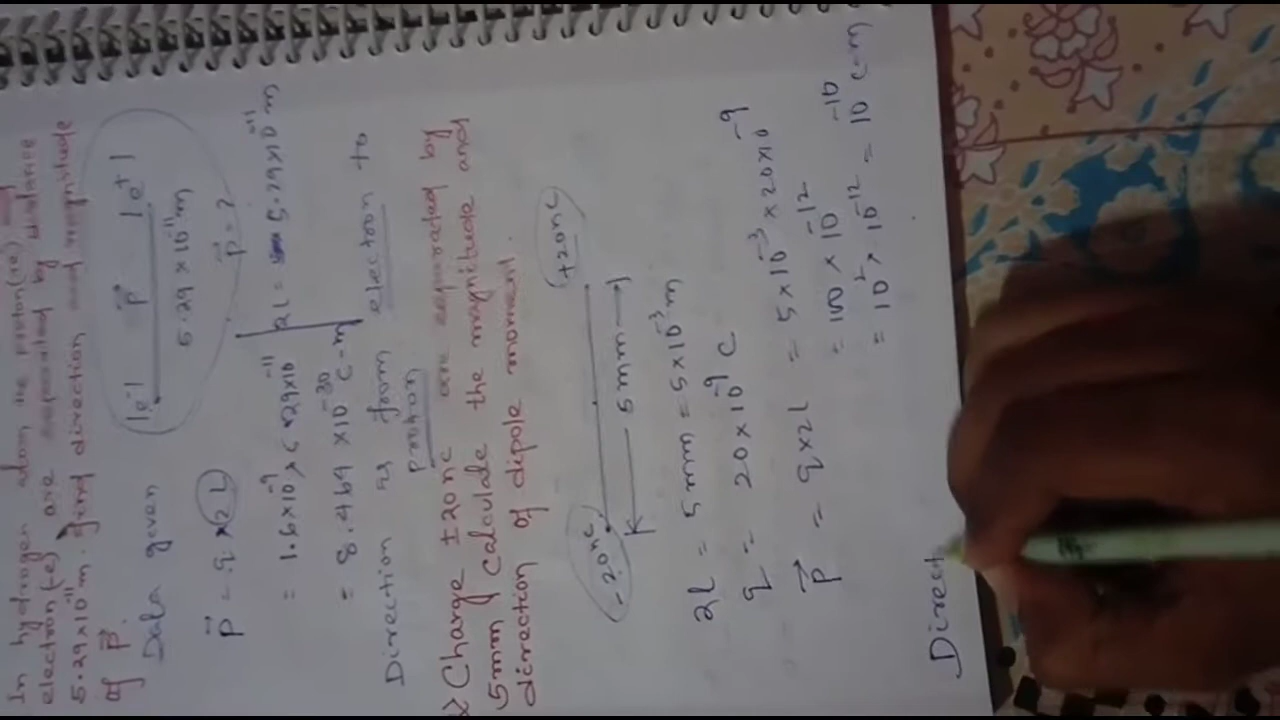 In hydrogen atom the proton(+e) and
electron(-e) are separated by distance
5.29×10⁻¹¹m. find direction and magnitude
of p⃗.
Data given
|e⁻| p⃗ |e⁺|
5.29 × 10⁻¹¹ m
p⃗ = q × 2l
p⃗ = ?
= 1.6×10⁻⁹ × 5.29×10⁻¹¹
2l = 5.29×10⁻¹¹ m
= 8.469 ×10⁻³⁰ C-m
Direction is from electron to
proton
Charge ±20nc are separated by
5mm calculate the magnitude and
direction of dipole moment.
-20nc
+20nc
5mm
2l = 5mm = 5×10⁻³m
q = 20×10⁻⁹ C
p⃗ = q×2l = 5×10⁻³×20×10⁻⁹
= 100 × 10⁻¹²
= 10² × 10⁻¹² = 10⁻¹⁰ C-m
Direct